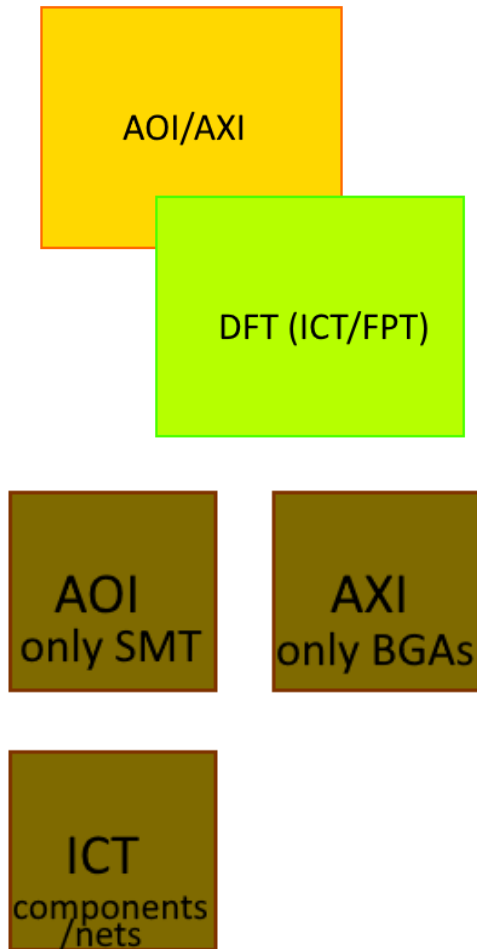 AOI/AXI
DFT (ICT/FPT)
AOI
only SMT
AXI
only BGAs
ICT
components
/nets